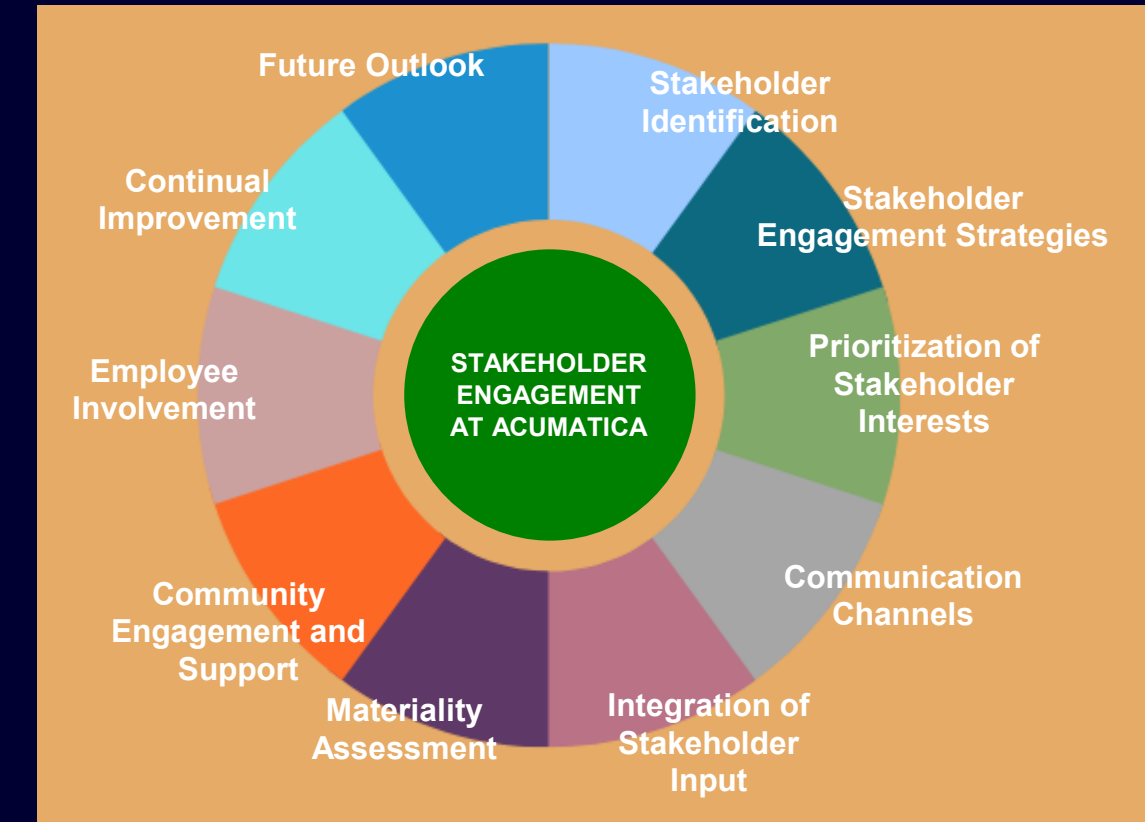 Future Outlook
Stakeholder
Identification
Stakeholder
Engagement Strategies
Prioritization of
Stakeholder
Interests
Communication
Channels
Integration of
Stakeholder
Input
Materiality
Assessment
Community
Engagement and
Support
Employee
Involvement
Continual
Improvement
STAKEHOLDER
ENGAGEMENT
AT ACUMATICA